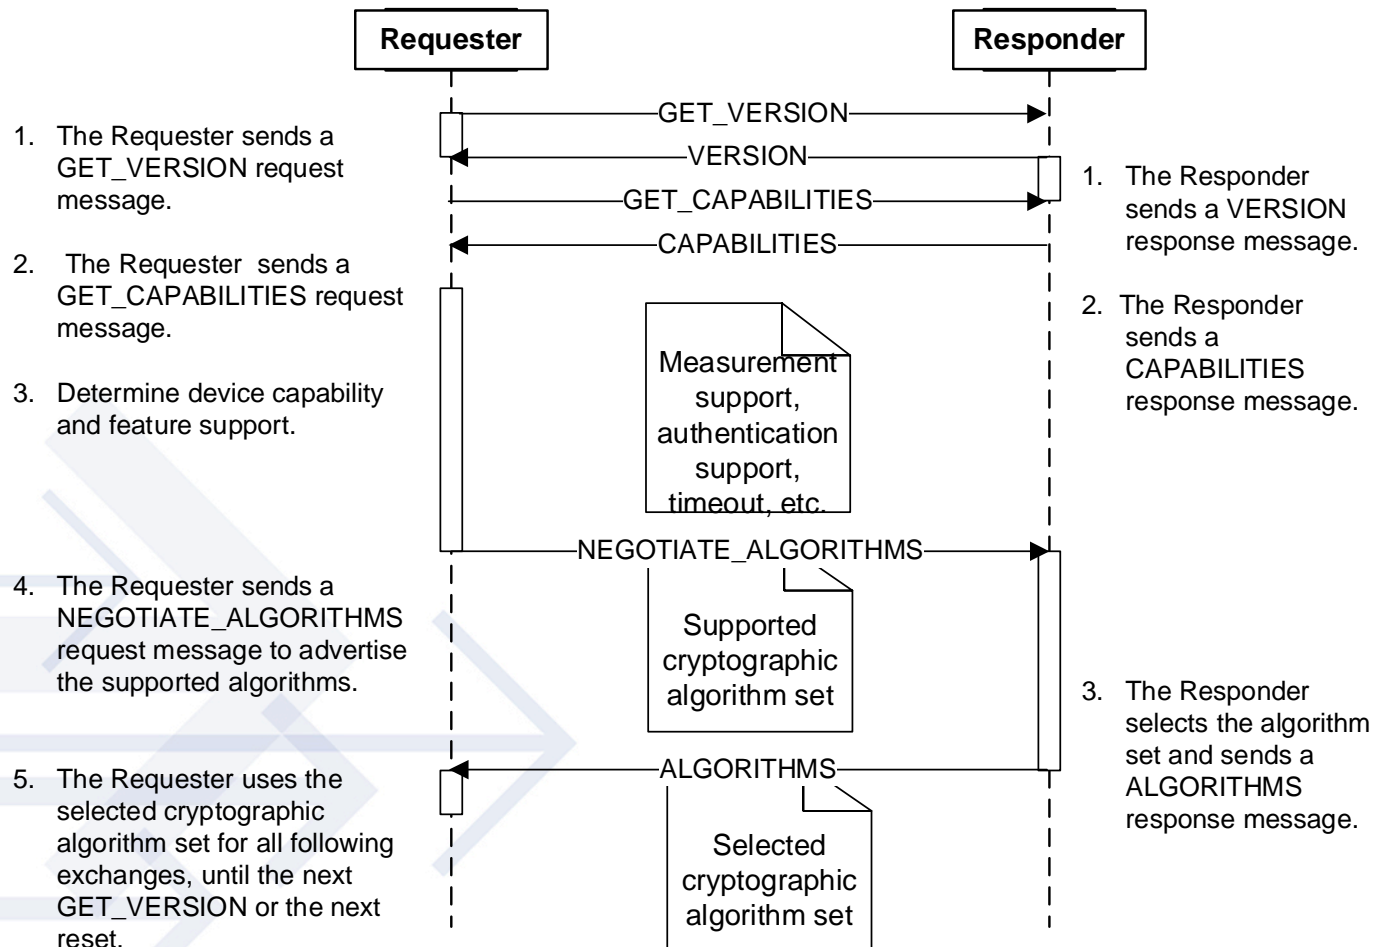 Requester
Responder
GET_VERSION
VERSION
GET_CAPABILITIES
CAPABILITIES
1. The Requester sends a
GET_VERSION request
message.
2. The Requester sends a
GET_CAPABILITIES request
message.
3. Determine device capability
and feature support.
4. The Requester sends a
NEGOTIATE_ALGORITHMS
request message to advertise
the supported algorithms.
5. The Requester uses the
selected cryptographic
algorithm set for all following
exchanges, until the next
GET_VERSION or the next
reset.
Measurement
support,
authentication
support,
timeout, etc.
NEGOTIATE_ALGORITHMS
Supported
cryptographic
algorithm set
ALGORITHMS
Selected
cryptographic
algorithm set
1. The Responder
sends a VERSION
response message.
2. The Responder
sends a
CAPABILITIES
response message.
3. The Responder
selects the algorithm
set and sends a
ALGORITHMS
response message.